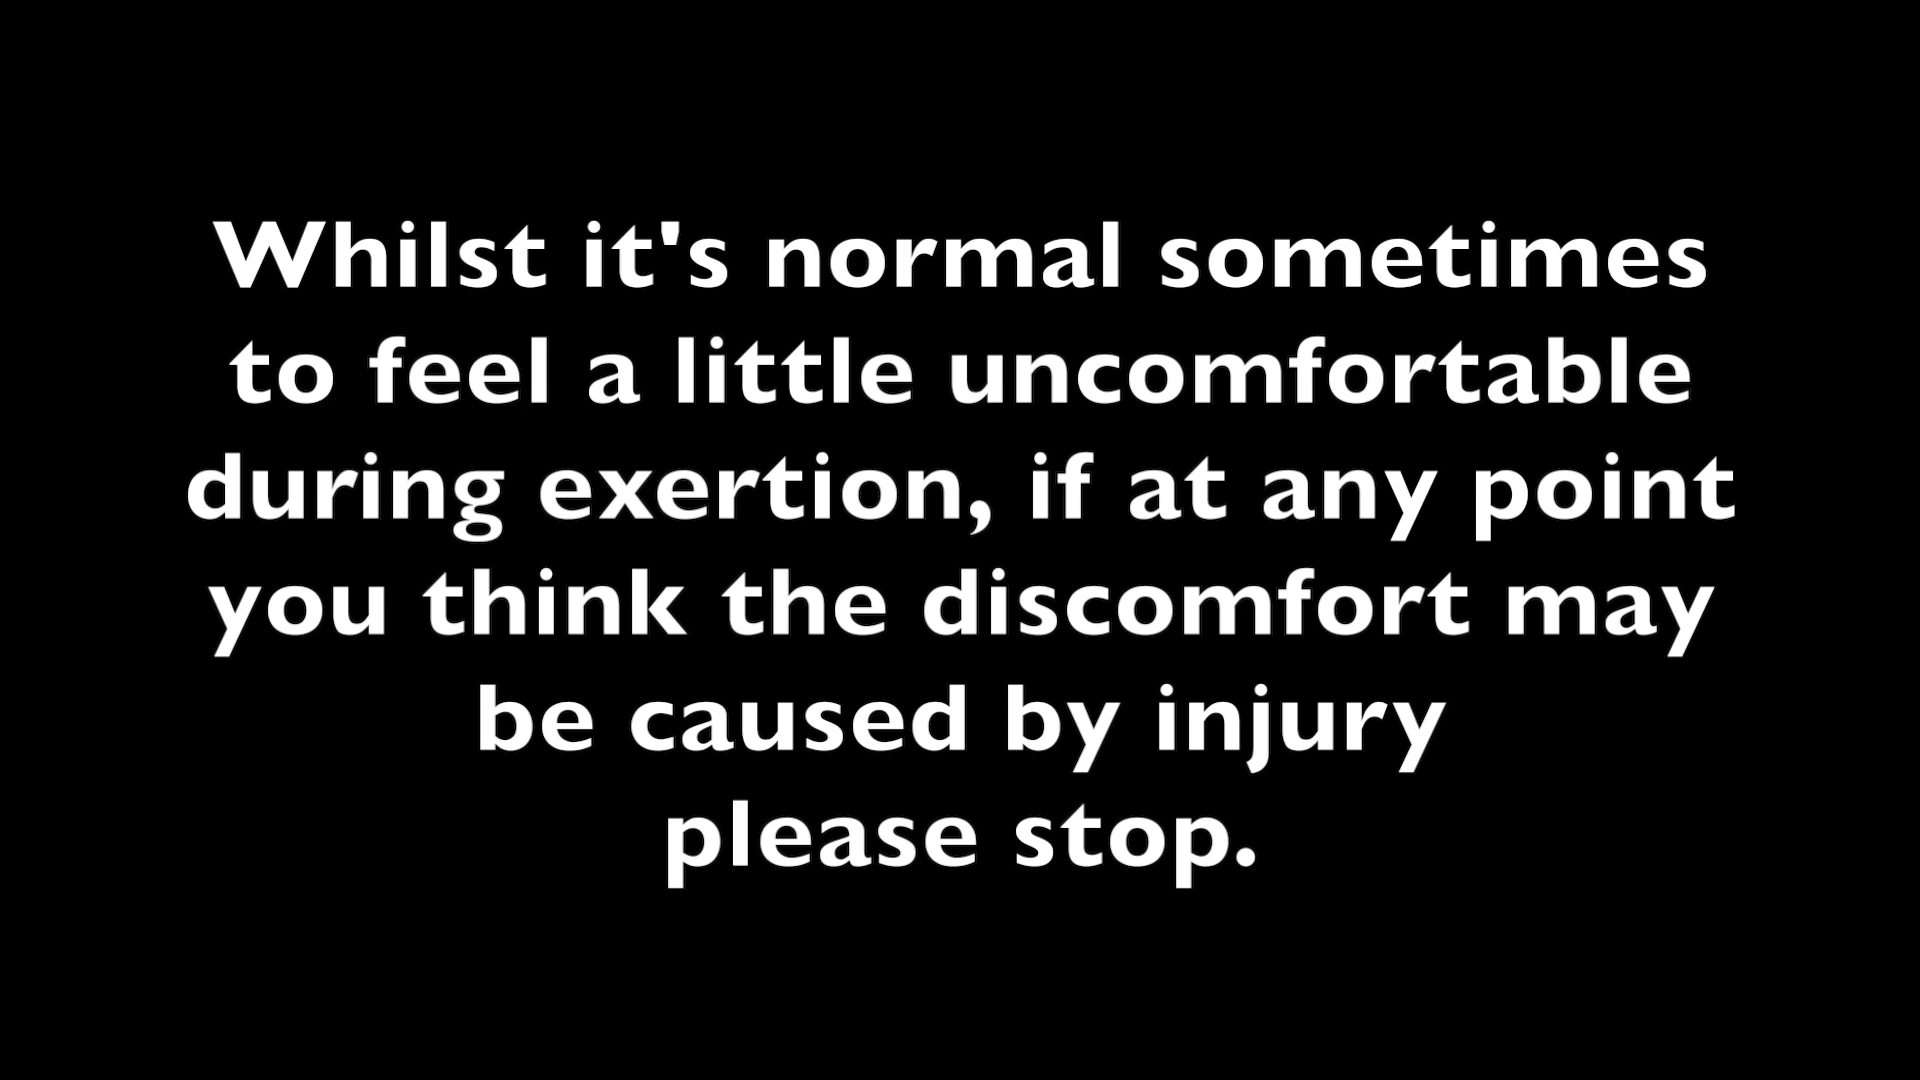 Whilst it's normal sometimes
to feel a little uncomfortable
during exertion, if at any point
you think the discomfort may
be caused by injury
please stop.